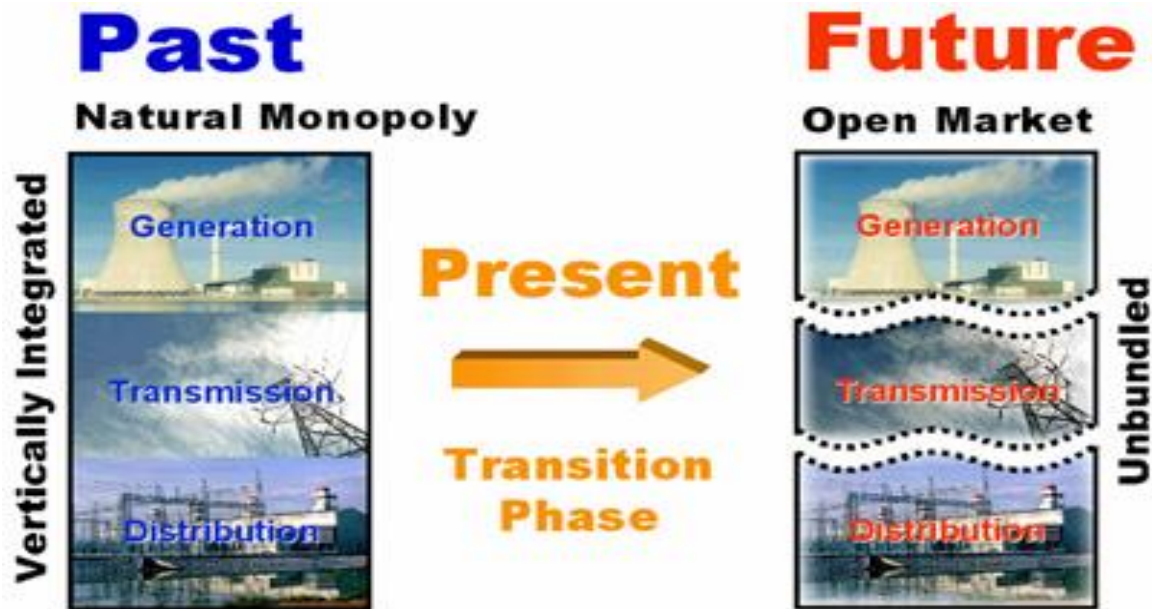 Past
Natural Monopoly
Vertically Integrated
Generation
Transmission
Distribution
Present
Transition
Phase
Future
Open Market
Generation
Transmission
Distribution
Unbundled